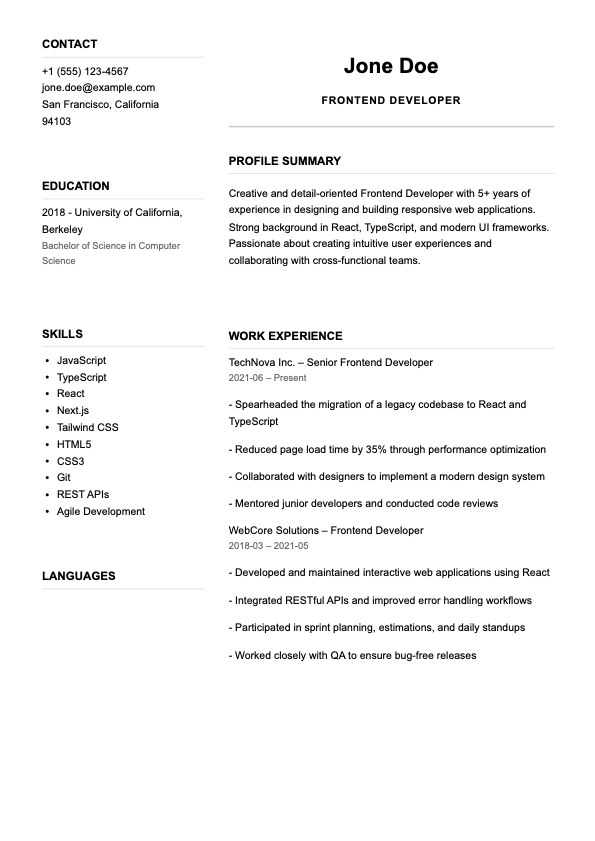 CONTACT
+1 (555) 123-4567
jone.doe@example.com
San Francisco, California
94103
EDUCATION
2018 - University of California,
Berkeley
Bachelor of Science in Computer
Science
SKILLS
• JavaScript
• TypeScript
• React
• Next.js
• Tailwind CSS
• HTML5
• CSS3
• Git
• REST APIs
• Agile Development
LANGUAGES
Jone Doe
FRONTEND DEVELOPER
PROFILE SUMMARY
Creative and detail-oriented Frontend Developer with 5+ years of
experience in designing and building responsive web applications.
Strong background in React, TypeScript, and modern UI frameworks.
Passionate about creating intuitive user experiences and
collaborating with cross-functional teams.
WORK EXPERIENCE
TechNova Inc. – Senior Frontend Developer
2021-06 – Present
- Spearheaded the migration of a legacy codebase to React and
TypeScript
- Reduced page load time by 35% through performance optimization
- Collaborated with designers to implement a modern design system
- Mentored junior developers and conducted code reviews
WebCore Solutions – Frontend Developer
2018-03 – 2021-05
- Developed and maintained interactive web applications using React
- Integrated RESTful APIs and improved error handling workflows
- Participated in sprint planning, estimations, and daily standups
- Worked closely with QA to ensure bug-free releases